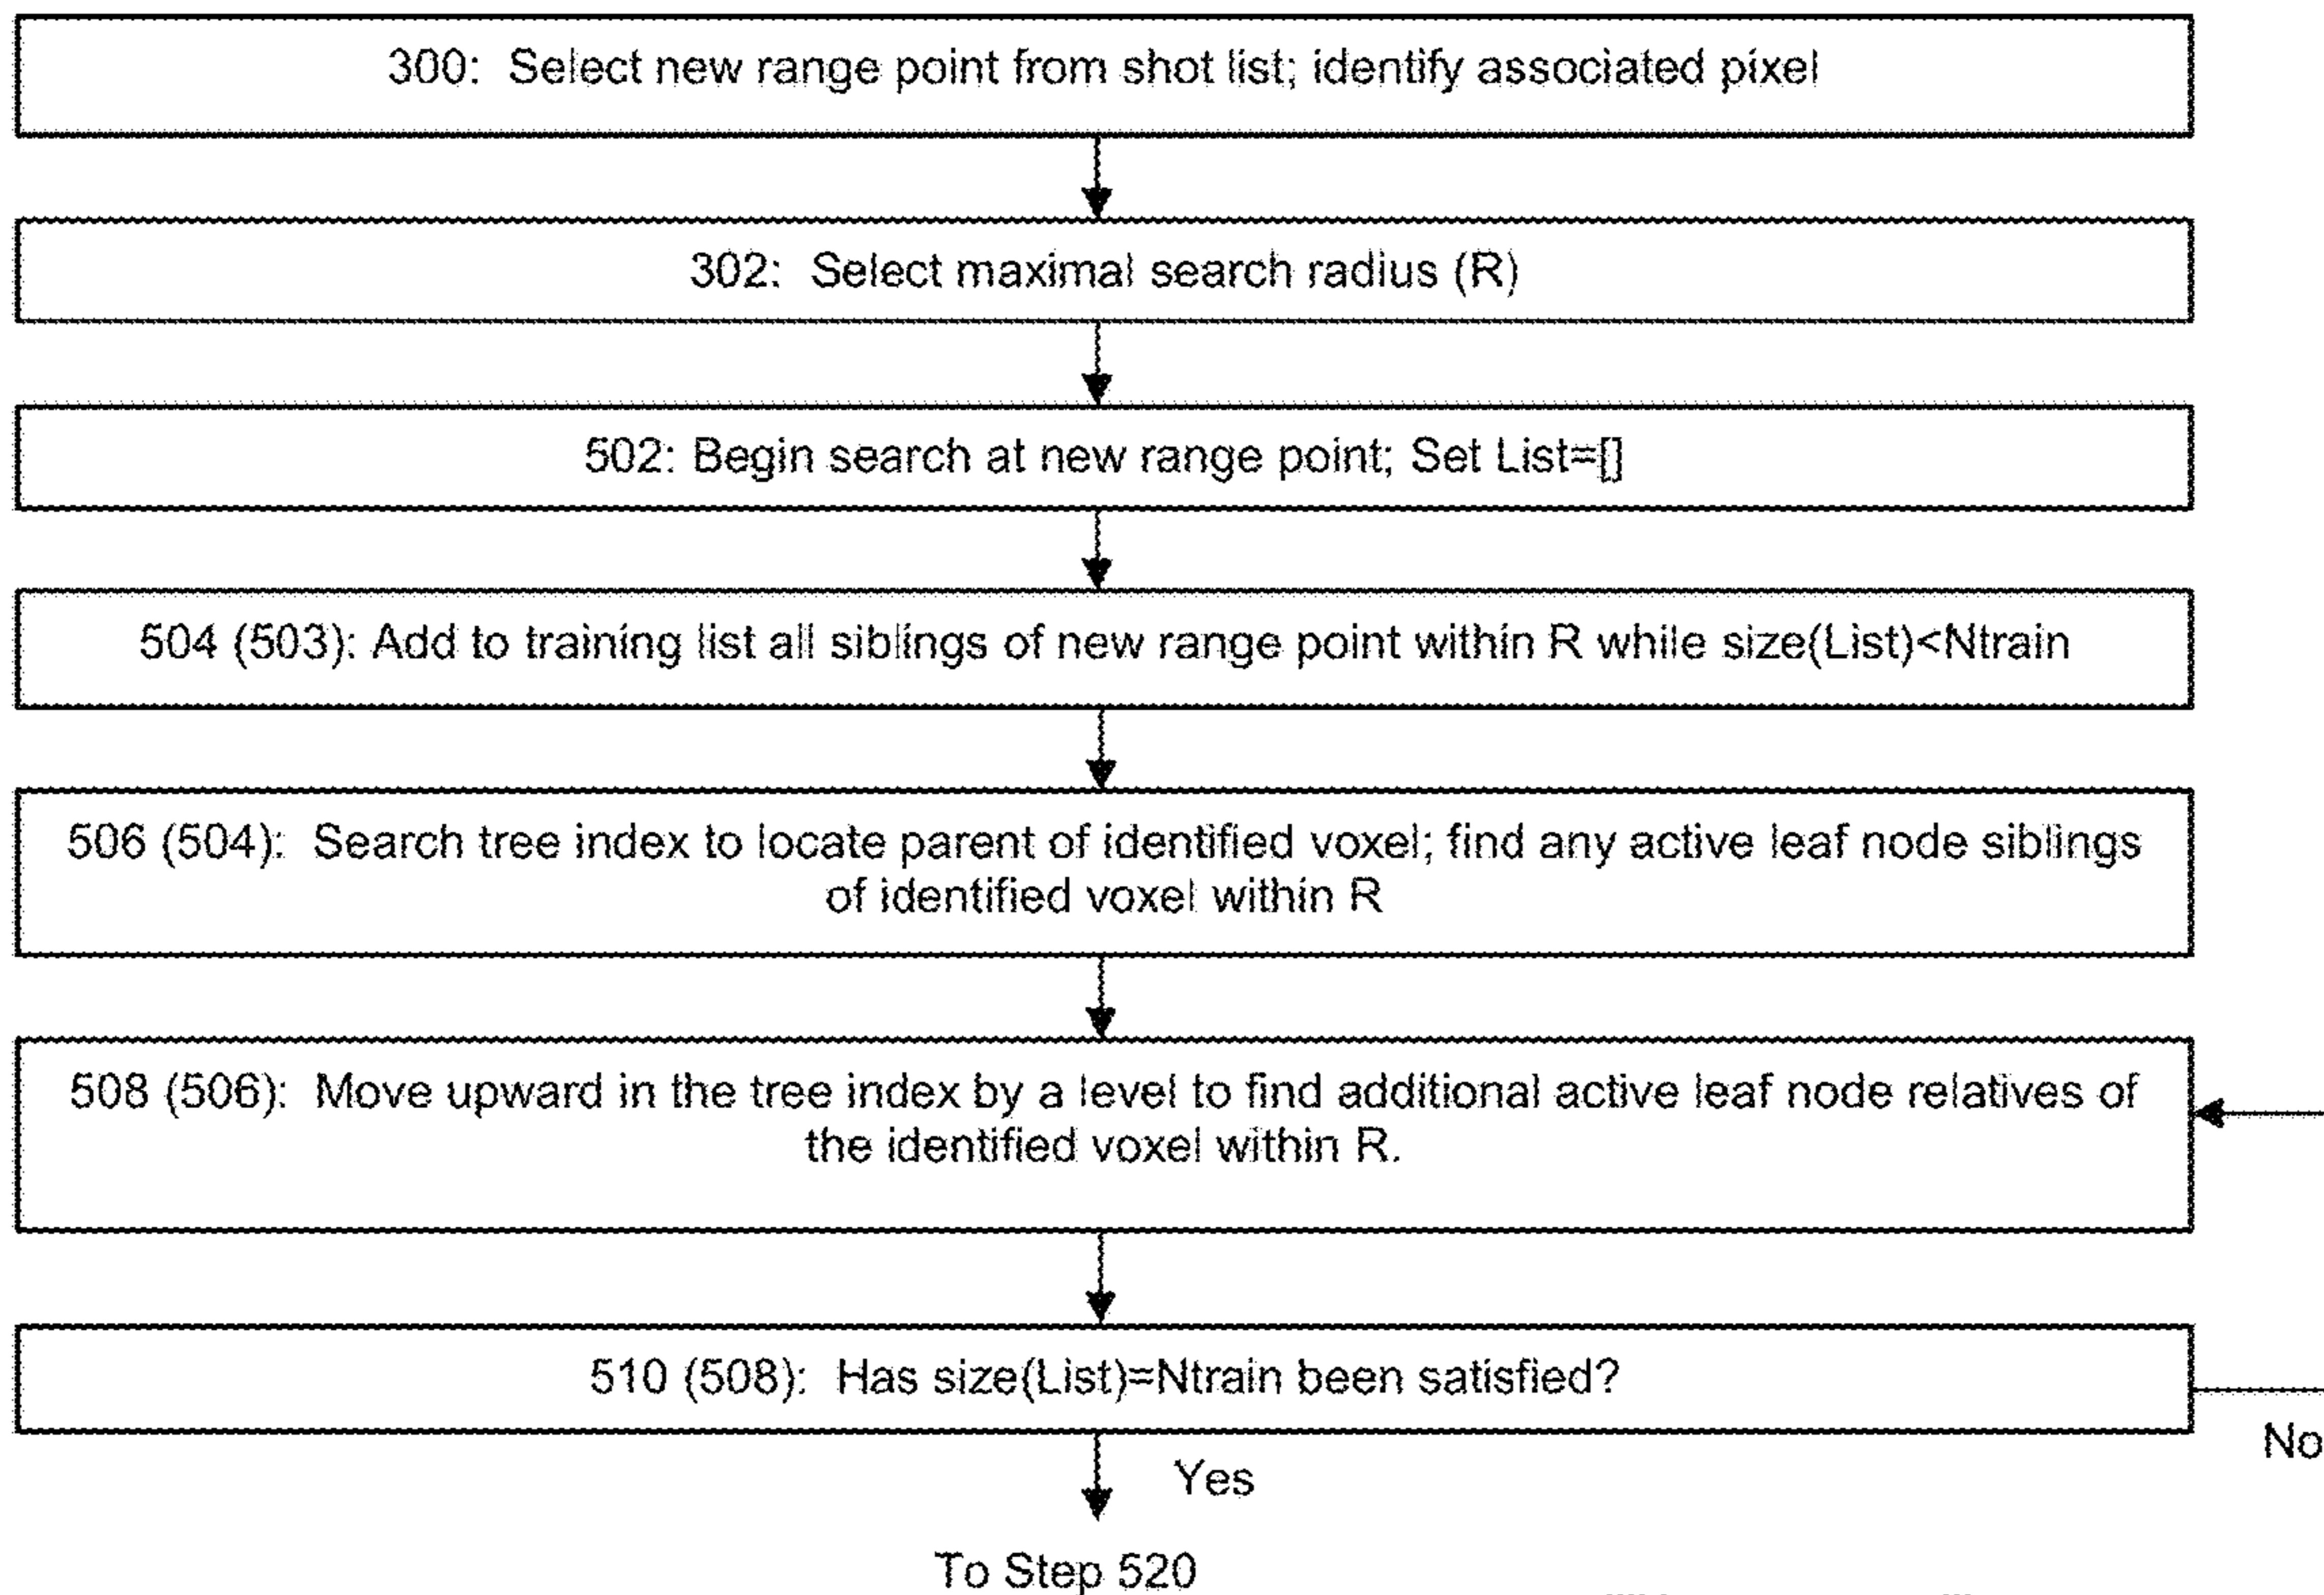 300: Select new range point from shot list; identify associated pixel
302: Select maximal search radius (R)
502: Begin search at new range point; Set List=[]
504 (503): Add to training list all siblings of new range point within R while size(List)<Ntrain
506 (504): Search tree index to locate parent of identified voxel; find any active leaf node siblings
of identified voxel within R
508 (506): Move upward in the tree index by a level to find additional active leaf node relatives of
the identified voxel within R.
510 (508): Has size(List)=Ntrain been satisfied?
No
Yes
To Step 520